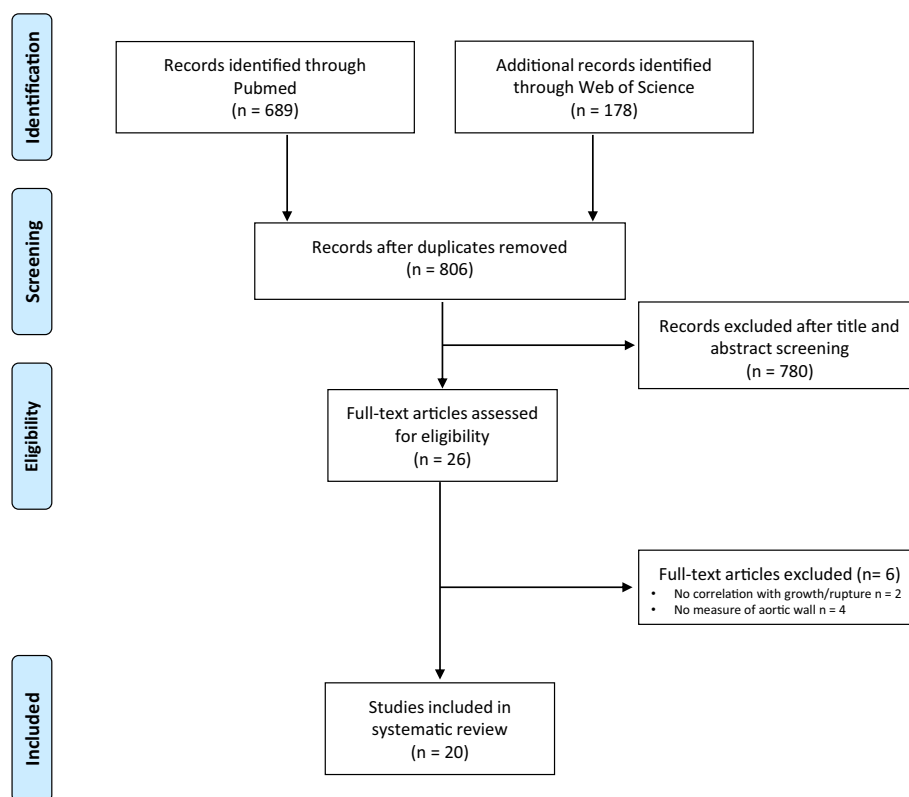 Identification
Records identified through
Pubmed
(n = 689)
Additional records identified
through Web of Science
(n = 178)
Screening
Records after duplicates removed
(n = 806)
Records excluded after title and
abstract screening
(n = 780)
Eligibility
Full-text articles assessed
for eligibility
(n = 26)
Full-text articles excluded (n= 6)
• No correlation with growth/rupture n = 2
• No measure of aortic wall n = 4
Included
Studies included in
systematic review
(n = 20)